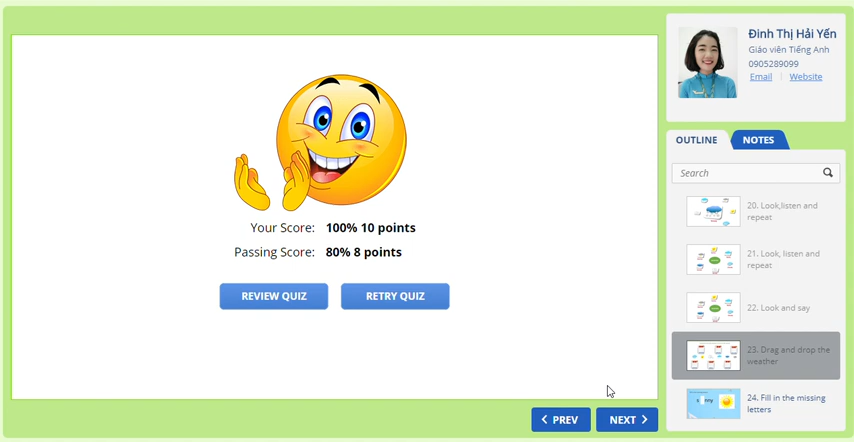 Your Score: 100% 10 points
Passing Score: 80% 8 points
REVIEW QUIZ
RETRY QUIZ
PREV
NEXT
Đinh Thị Hải Yến
Giáo viên Tiếng Anh
0905289099
Email | Website
OUTLINE
NOTES
Search
20. Look,listen and
repeat
21. Look, listen and
repeat
22. Look and say
23. Drag and drop the
weather
24. Fill in the missing
letters